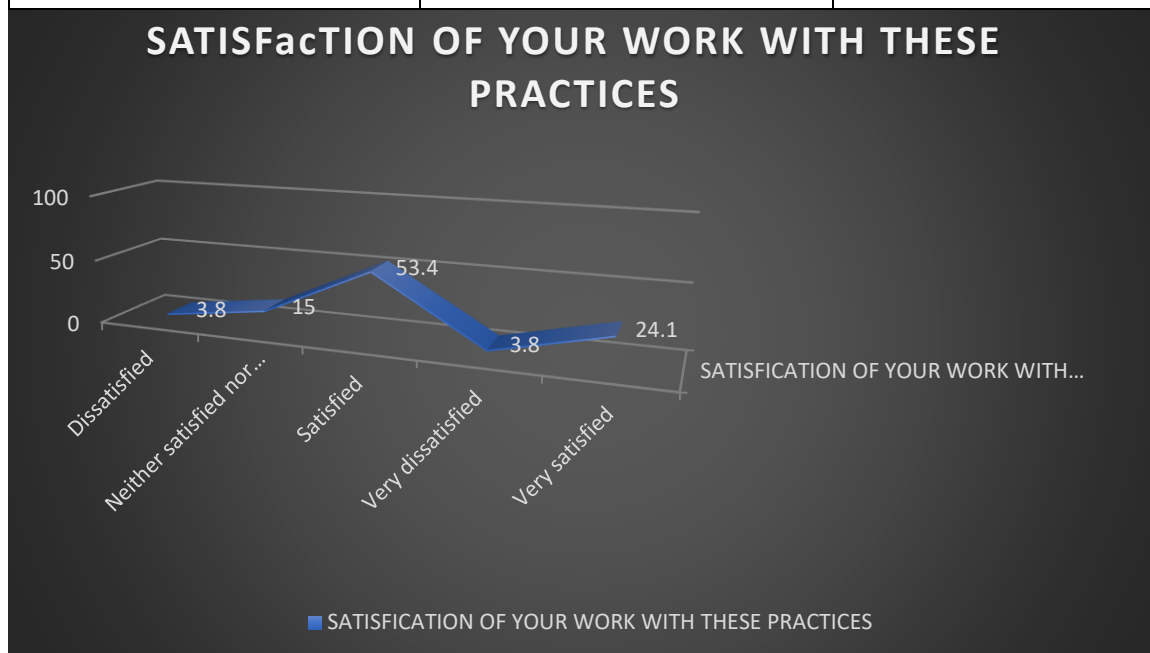 SATISFacTION OF YOUR WORK WITH THESE
PRACTICES
100
50
0
3.8
15
53.4
3.8
24.1
Dissatisfied
Neither satisfied nor…
Satisfied
Very dissatisfied
Very satisfied
SATISFICATION OF YOUR WORK WITH…
SATISFICATION OF YOUR WORK WITH THESE PRACTICES